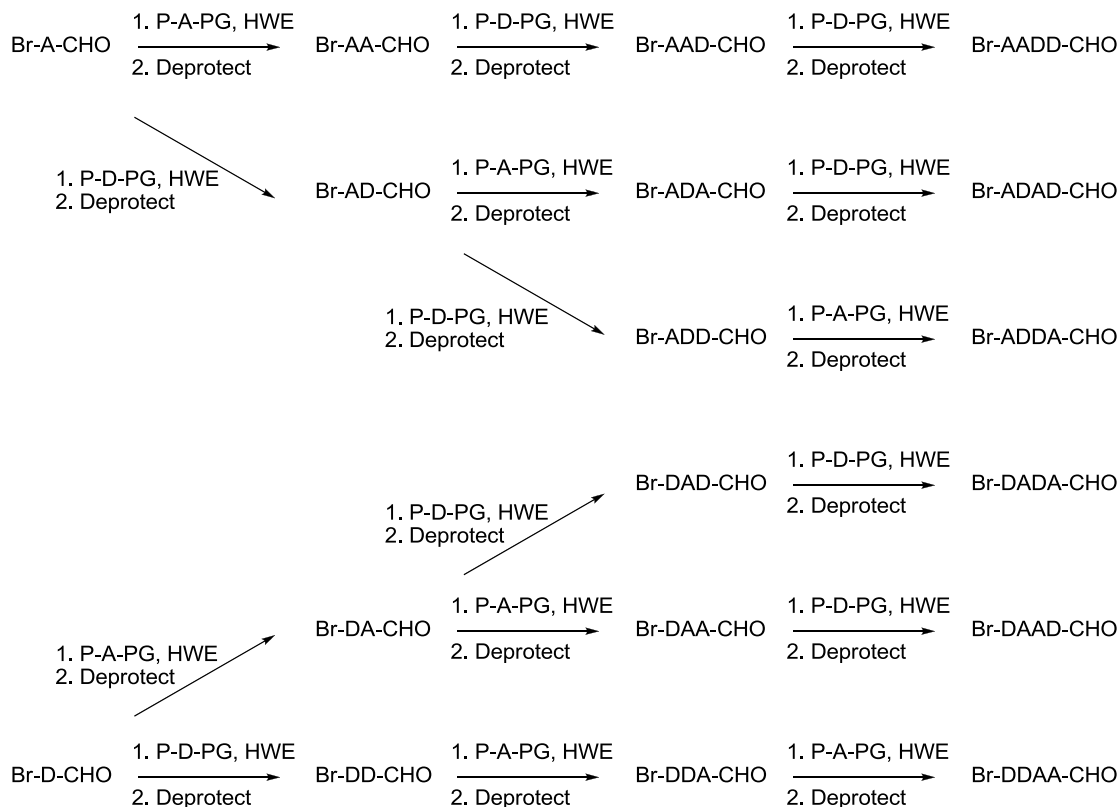 1. P-A-PG, HWE
1. P-D-PG, HWE
1. P-D-PG, HWE
Br-A-CHO
Br-AA-CHO
Br-AAD-CHO
Br-AADD-CHO
2. Deprotect
2. Deprotect
2. Deprotect
1. P-D-PG, HWE
2. Deprotect
1. P-A-PG, HWE
1. P-D-PG, HWE
Br-AD-CHO
Br-ADA-CHO
Br-ADAD-CHO
2. Deprotect
2. Deprotect
1. P-D-PG, HWE
2. Deprotect
1. P-A-PG, HWE
Br-ADD-CHO
Br-ADDA-CHO
2. Deprotect
1. P-D-PG, HWE
Br-DAD-CHO
Br-DADA-CHO
2. Deprotect
1. P-D-PG, HWE
2. Deprotect
1. P-A-PG, HWE
1. P-D-PG, HWE
Br-DA-CHO
Br-DAA-CHO
Br-DAAD-CHO
2. Deprotect
2. Deprotect
1. P-A-PG, HWE
2. Deprotect
1. P-D-PG, HWE
1. P-A-PG, HWE
1. P-A-PG, HWE
Br-D-CHO
Br-DD-CHO
Br-DDA-CHO
Br-DDAA-CHO
2. Deprotect
2. Deprotect
2. Deprotect